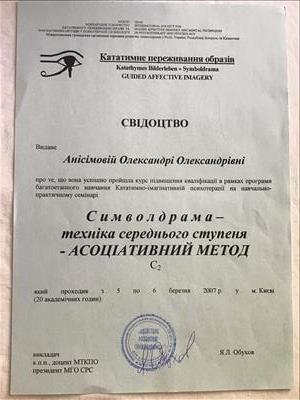 Кататимне переживання образів
Katathymes Bilderleben • Symboldrama
GUIDED AFFECTIVE IMAGERY
СВІДОЦТВО
Видане
Анісімовій Олександрі Олександрівні
про те, що вона успішно пройшла курс підвищення кваліфікації в рамках програми
багатоетапного навчання Кататимно-імагінативній психотерапії на навчально-
практичному семінарі
Символдрама –
техніка середнього ступеня
- АСОЦІАТИВНИЙ МЕТОД
C2
який проходив з 5 по 6 березня 2007 р. у м. Києві
(20 академічних годин)
викладач
к.п.н., доцент МТКПО
президент МГО СРС
Я.Л. Обухов